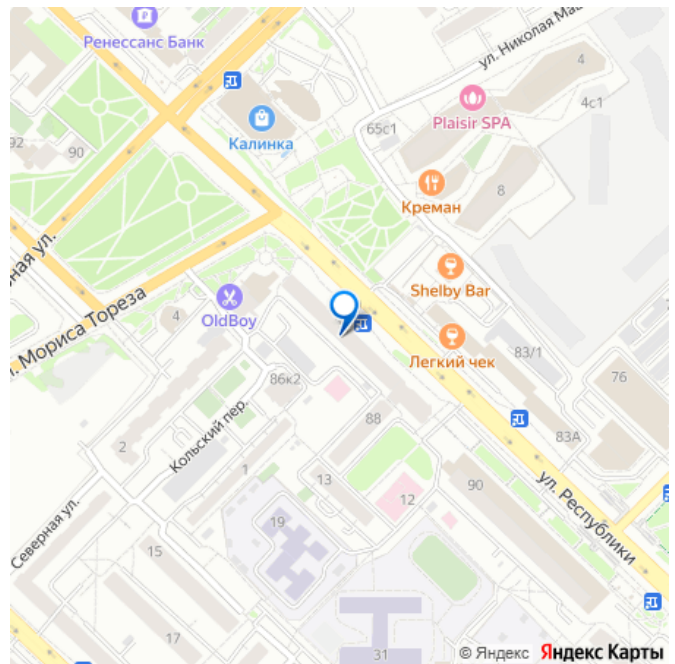 Ренессанс Банк
ул. Николая Ма
4
4с1
Plaisir SPA
65с1
Калинка
92
90
Креман
8
ная ул.
Shelby Bar
OldBoy
4
л. Мориса Тореза
Легкий чек
83/1
76
86к2
88
2
Кольский пер.
83А
1
13
12
90
ул. Республики
19
Северная ул.
15
17
31
© Яндекс Яндекс Карты